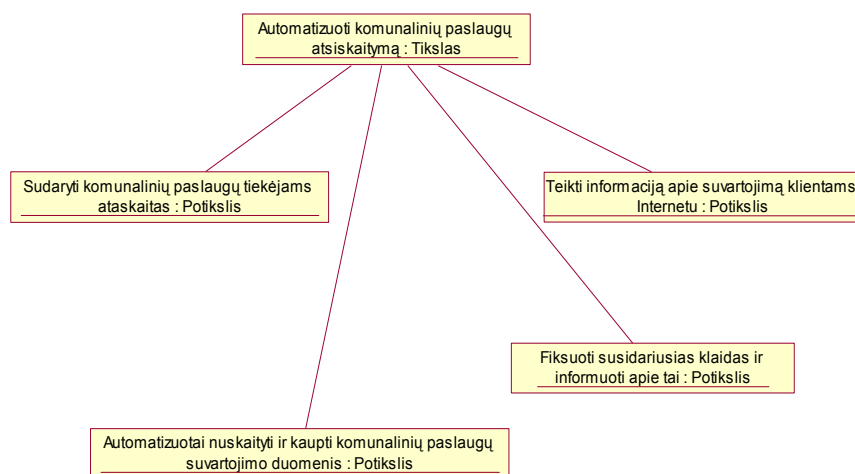 Automatizuoti komunalinių paslaugų
atsiskaitymą : Tikslas
Sudaryti komunalinių paslaugų tiekėjams
ataskaitas : Potikslis
Teikti informaciją apie suvartojimą klientams
Internetu : Potikslis
Fiksuoti susidariusias klaidas ir
informuoti apie tai : Potikslis
Automatizuotai nuskaityti ir kaupti komunalinių paslaugų
suvartojimo duomenis : Potikslis